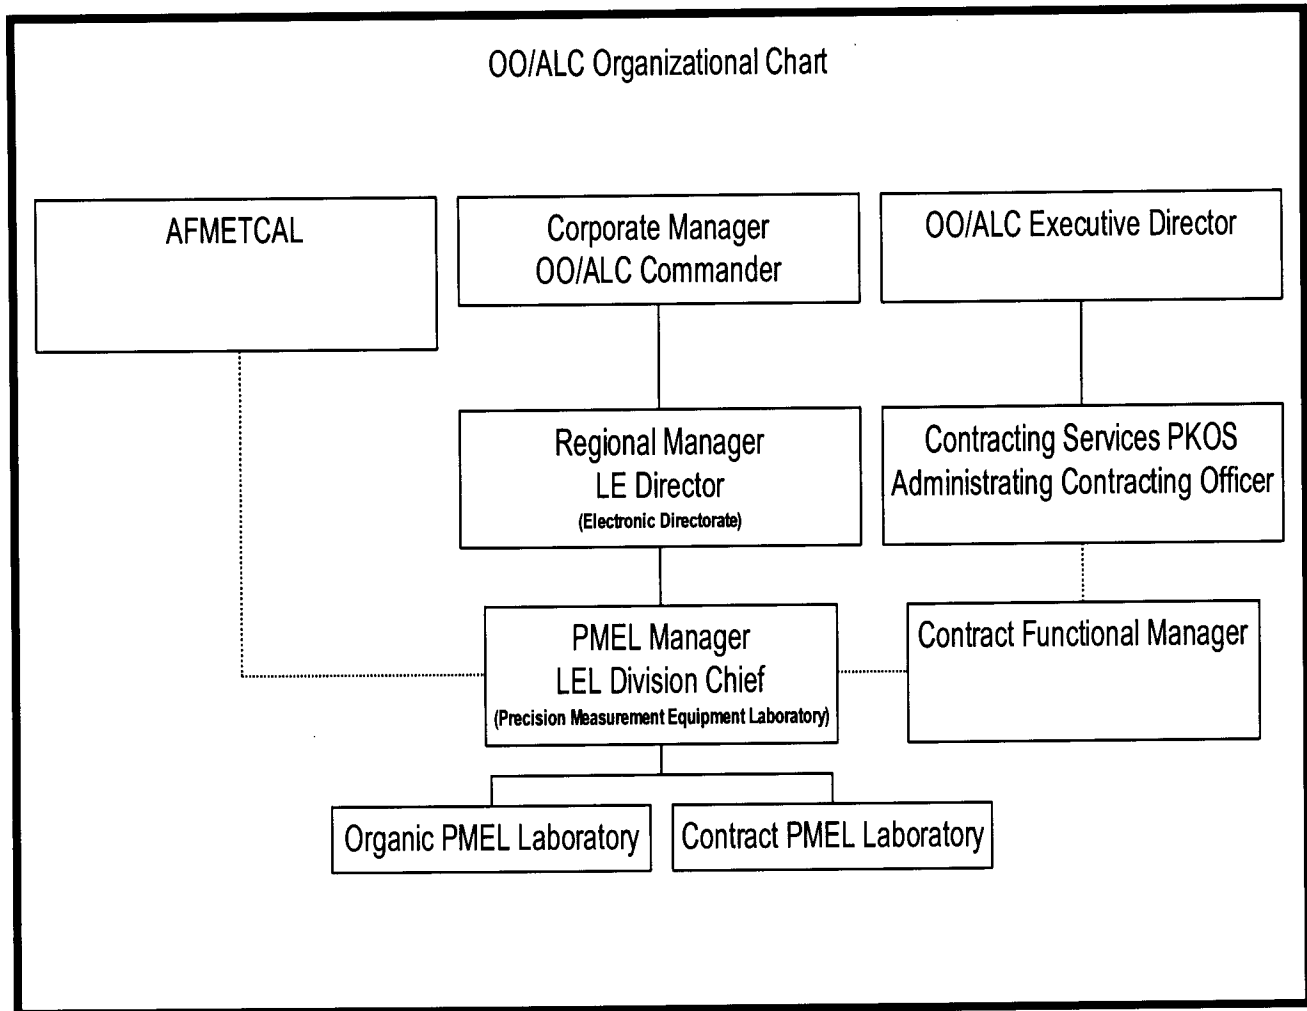 OO/ALC Organizational Chart
AFMETCAL
Corporate Manager
OO/ALC Commander
OO/ALC Executive Director
Regional Manager
LE Director
(Electronic Directorate)
Contracting Services PKOS
Administrating Contracting Officer
PMEL Manager
LEL Division Chief
(Precision Measurement Equipment Laboratory)
Contract Functional Manager
Organic PMEL Laboratory
Contract PMEL Laboratory